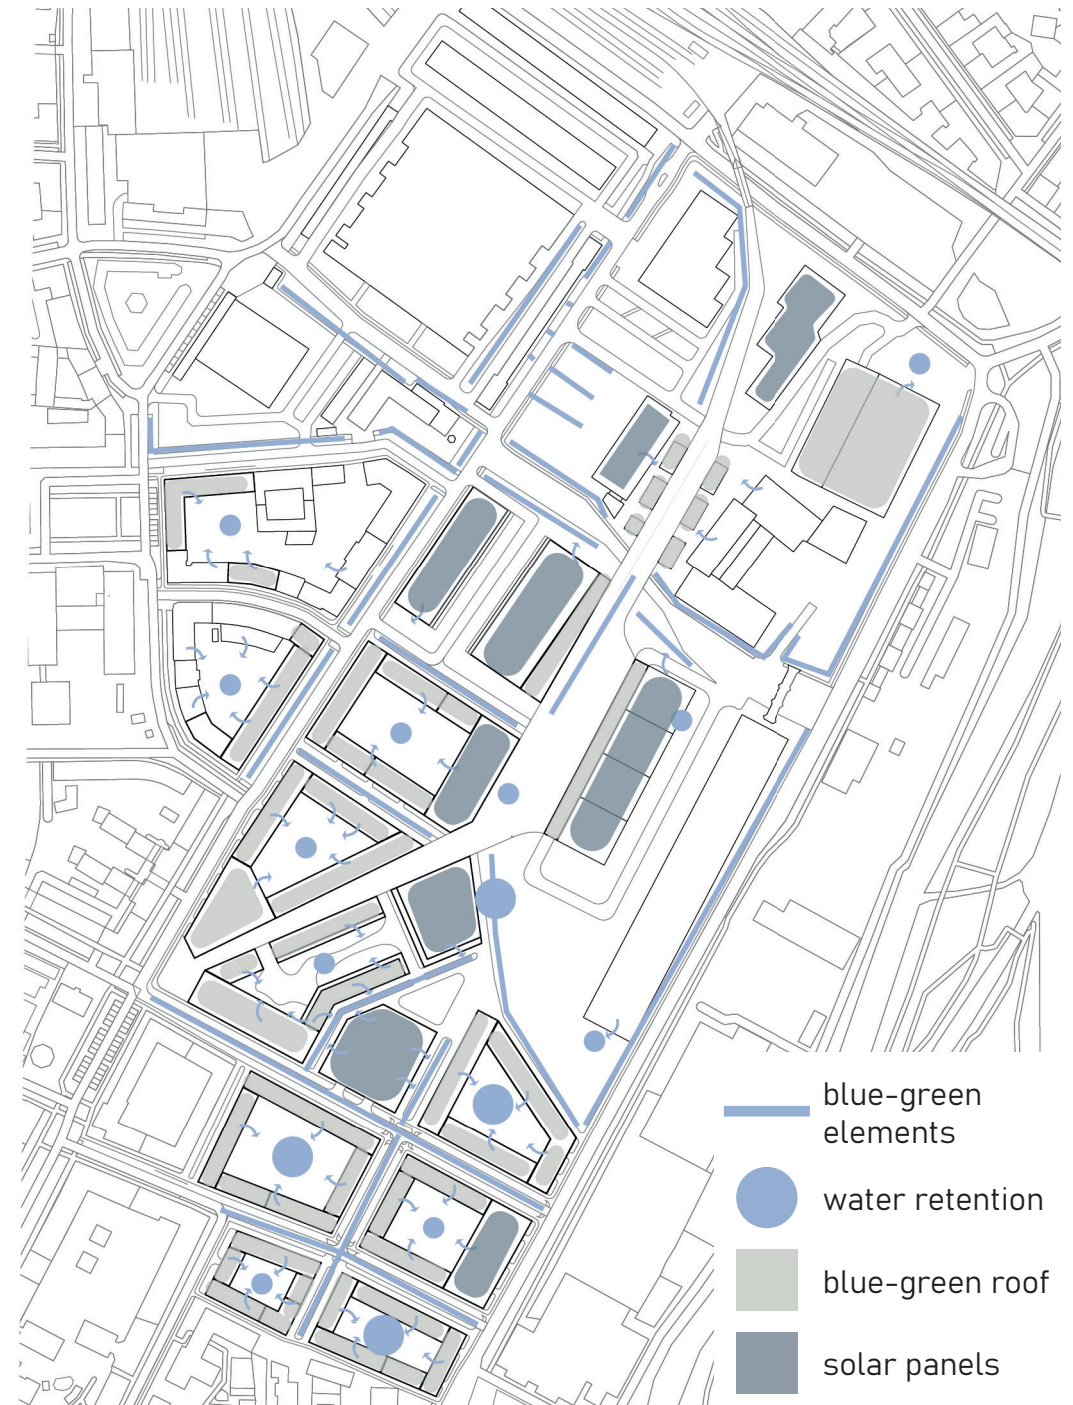 blue-green
elements
water retention
blue-green roof
solar panels